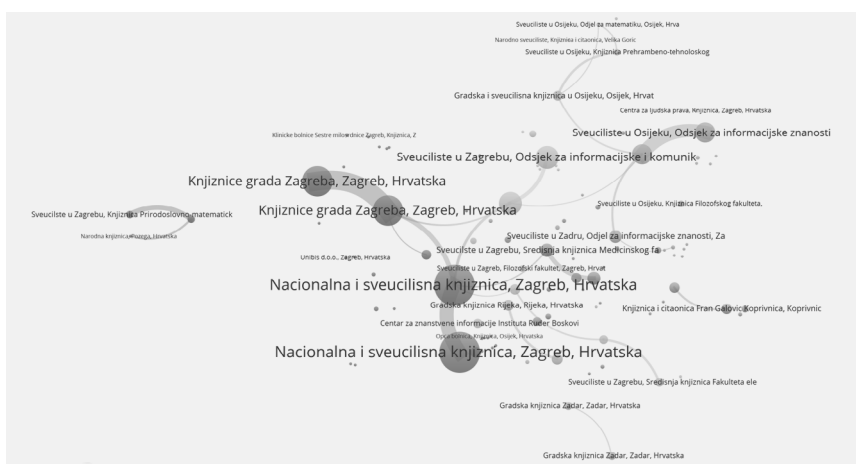 Sveuciliste u Osijeku, Odjel za matematiku, Osijek, Hrva
Narodno sveuciliste, Knjiznica i citaonica, Velika Goric
Sveuciliste u Osijeku, Knjiznica Prehrambeno-tehnoloskog
Gradska i sveucilisna knjiznica u Osijeku, Osijek, Hrvat
Centra za ljudska prava, Knjiznica, Zagreb, Hrvatska
Sveuciliste u Osijeku, Odsjek za informacijske znanosti
Klinicke bolnice Sestre milosrdnice Zagreb, Knjiznica, Z
Sveuciliste u Zagrebu, Odsjek za informacijske i komunik
Knjiznice grada Zagreba, Zagreb, Hrvatska
Sveuciliste u Osijeku, Knjiznica Filozofskog fakulteta.
Knjiznice grada Zagreba, Zagreb, Hrvatska
Sveuciliste u Zagrebu, Knjiznica Prirodoslovno-matematick
Narodna knjiznica, Pozega, Hrvatska
Sveuciliste u Zadru, Odjel za informacijske znanosti, Za
Sveuciliste u Zagrebu, Sredisnja knjiznica Medicinskog fa
Unibis d.o.o., Zagreb, Hrvatska
Sveuciliste u Zagreb, Filozofski fakultet, Zagreb, Hrvat
Nacionalna i sveucilisna knjiznica, Zagreb, Hrvatska
Gradska knjiznica Rijeka, Rijeka, Hrvatska
Knjiznica i citaonica Fran Galovic Koprivnica, Koprivnic
Centar za znanstvene informacije Instituta Ruder Boskovi
Opca bolnica, Knjiznica, Osijek, Hrvatska
Nacionalna i sveucilisna knjiznica, Zagreb, Hrvatska
Sveuciliste u Zagrebu, Sredisnja knjiznica Fakulteta ele
Gradska knjiznica Zadar, Zadar, Hrvatska
Gradska knjiznica Zadar, Zadar, Hrvatska